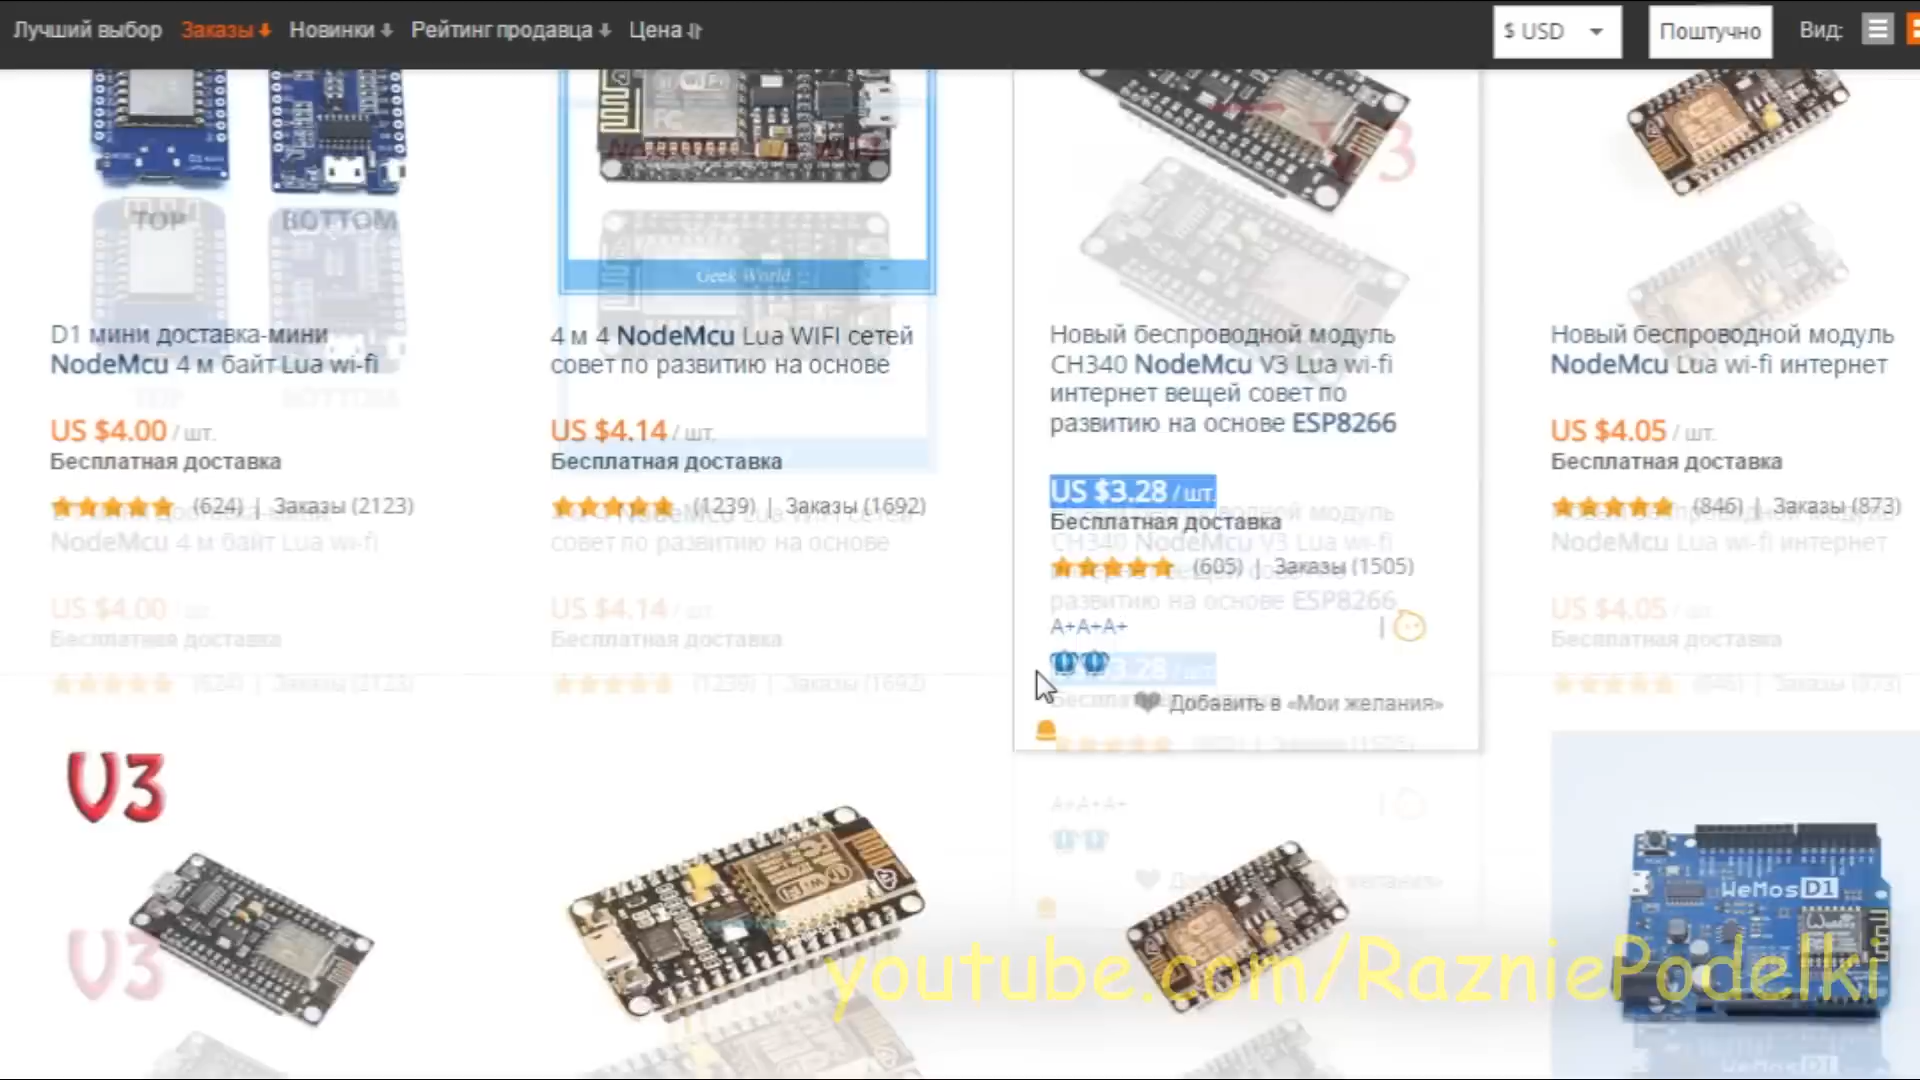 Лучший выбор Заказы Новинки Рейтинг продавца Цена $ USD Поштучно Вид:
TOP BOTTOM
Geek World
V3
D1 мини доставка-мини
NodeMcu 4 м байт Lua wi-fi
US $4.00 / шт.
Бесплатная доставка
(624) | Заказы (2123)
4 м 4 NodeMcu Lua WIFI сетей
совет по развитию на основе
US $4.14 / шт.
Бесплатная доставка
(1239) | Заказы (1692)
Новый беспроводной модуль
CH340 NodeMcu V3 Lua wi-fi
интернет вещей совет по
развитию на основе ESP8266
US $3.28 / шт.
Бесплатная доставка
(605) | Заказы (1505)
A+A+A+
Добавить в «Мои желания»
Новый беспроводной модуль
NodeMcu Lua wi-fi интернет
US $4.05 / шт.
Бесплатная доставка
(846) | Заказы (873)
V3
V3
WeMos D1
youtube.com/RazniePodelki